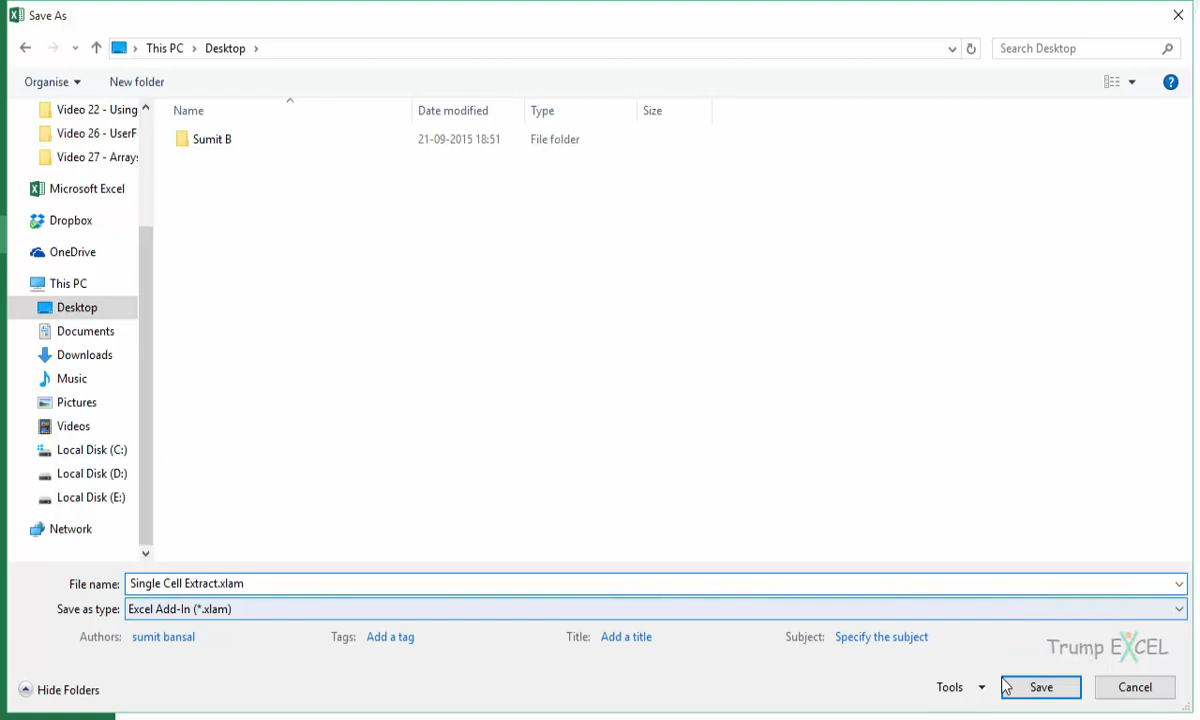 Save As
This PC > Desktop >
Search Desktop
Organise
New folder
Name
Date modified
Type
Size
Sumit B
21-09-2015 18:51
File folder
Video 22 - Using
Video 26 - UserF
Video 27 - Arrays
Microsoft Excel
Dropbox
OneDrive
This PC
Desktop
Documents
Downloads
Music
Pictures
Videos
Local Disk (C:)
Local Disk (D:)
Local Disk (E:)
Network
File name: Single Cell Extract.xlam
Save as type: Excel Add-In (*.xlam)
Authors: sumit bansal
Tags: Add a tag
Title: Add a title
Subject: Specify the subject
Trump EXCEL
Hide Folders
Tools
Save
Cancel